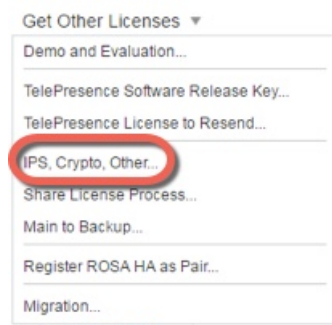 Get Other Licenses ▼
Demo and Evaluation...
TelePresence Software Release Key...
TelePresence License to Resend...
IPS, Crypto, Other...
Share License Process...
Main to Backup...
Register ROSA HA as Pair...
Migration...